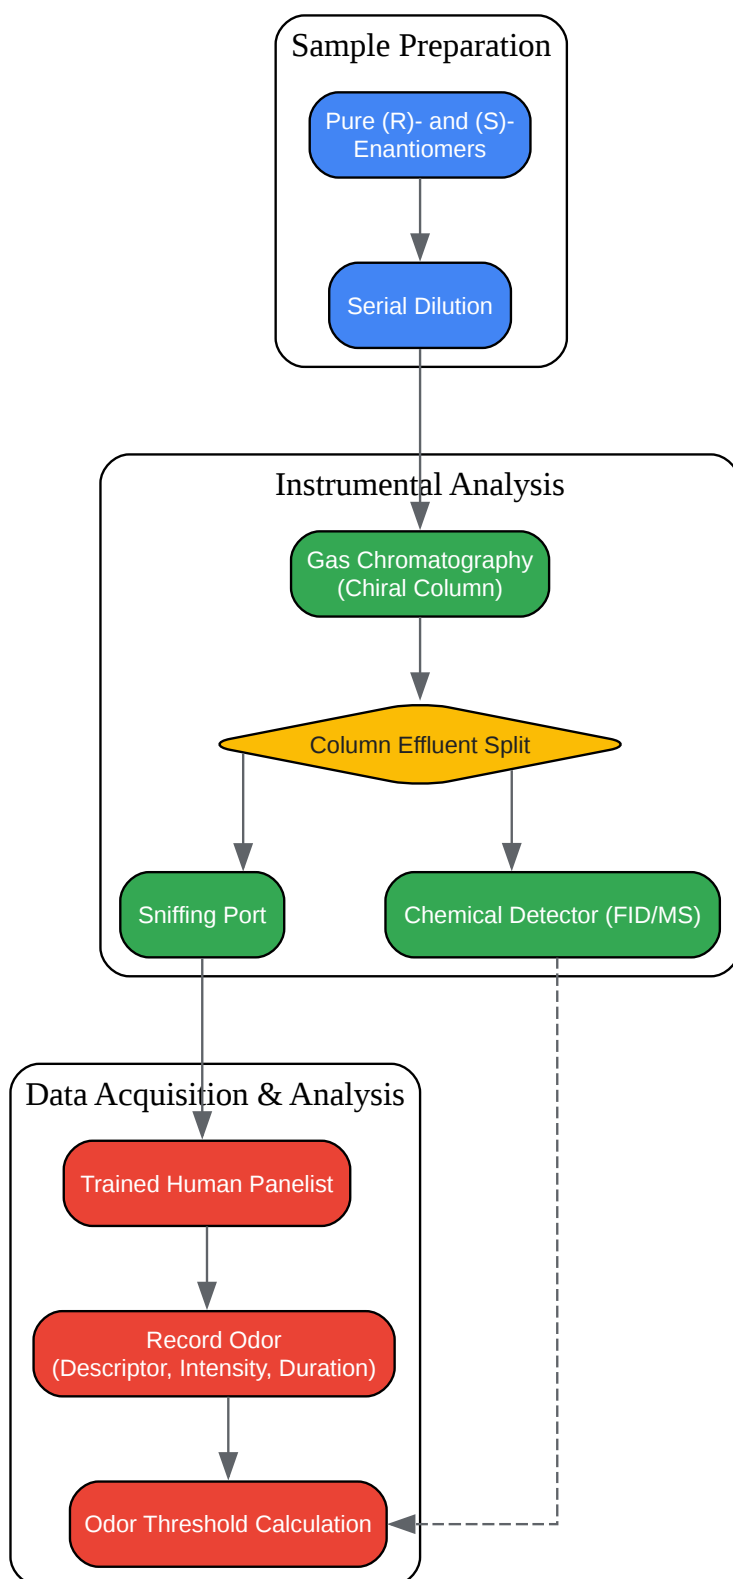 Sample Preparation
Pure (R)- and (S)-
Enantiomers
Serial Dilution
Instrumental Analysis
Gas Chromatography
(Chiral Column)
Column Effluent Split
Sniffing Port
Chemical Detector (FID/MS)
Data Acquisition & Analysis
Trained Human Panelist
Record Odor
(Descriptor, Intensity, Duration)
Odor Threshold Calculation